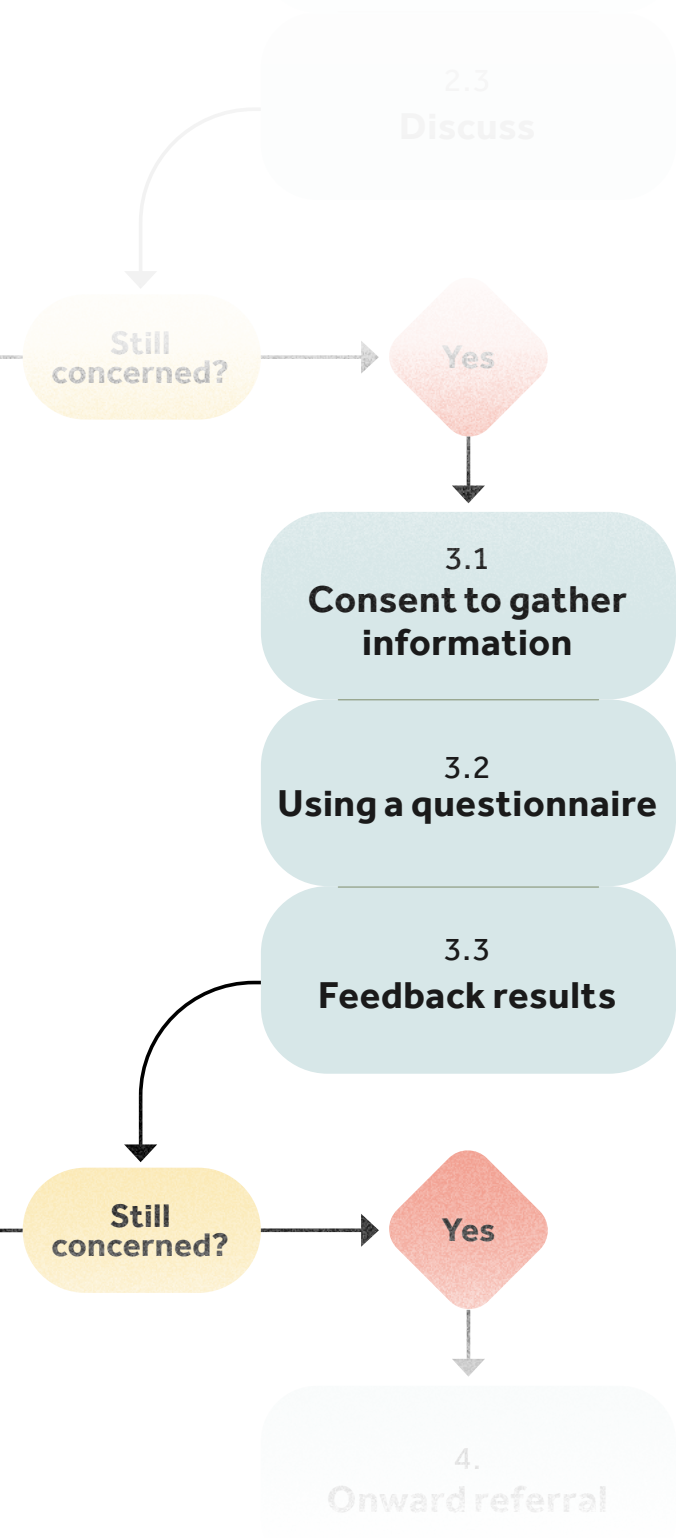 2.3
Discuss
Still
concerned?
Yes
3.1
Consent to gather
information
3.2
Using a questionnaire
3.3
Feedback results
Still
concerned?
Yes
4.
Onward referral